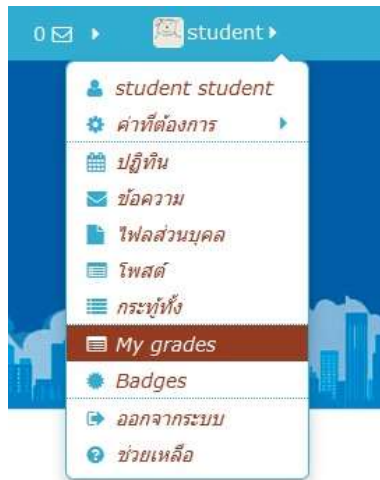 0
student
student student
ค่าที่ต้องการ
ปฏิทิน
ข้อความ
ไฟล์ส่วนบุคล
โพสต์
กระทู้ทั้ง
My grades
Badges
ออกจากระบบ
ช่วยเหลือ